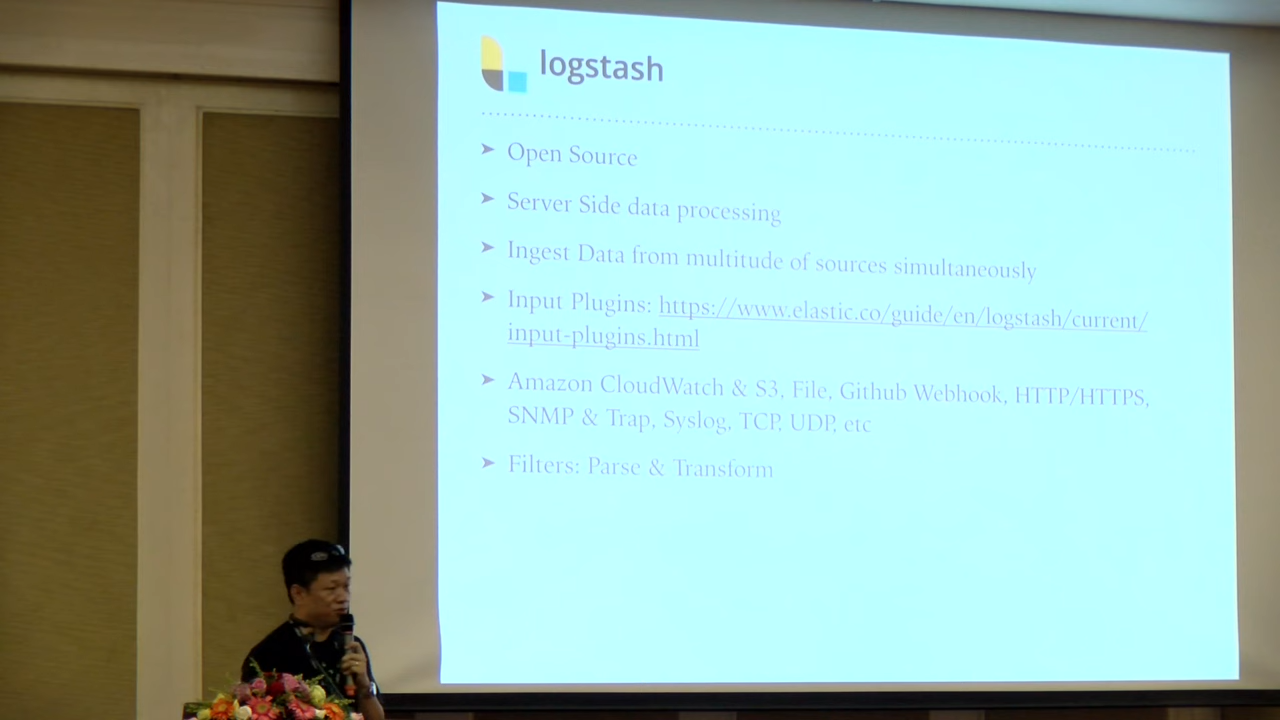 logstash
➤ Open Source
➤ Server Side data processing
➤ Ingest Data from multitude of sources simultaneously
➤ Input Plugins: https://www.elastic.co/guide/en/logstash/current/
input-plugins.html
➤ Amazon CloudWatch & S3, File, Github Webhook, HTTP/HTTPS,
SNMP & Trap, Syslog, TCP, UDP, etc
➤ Filters: Parse & Transform